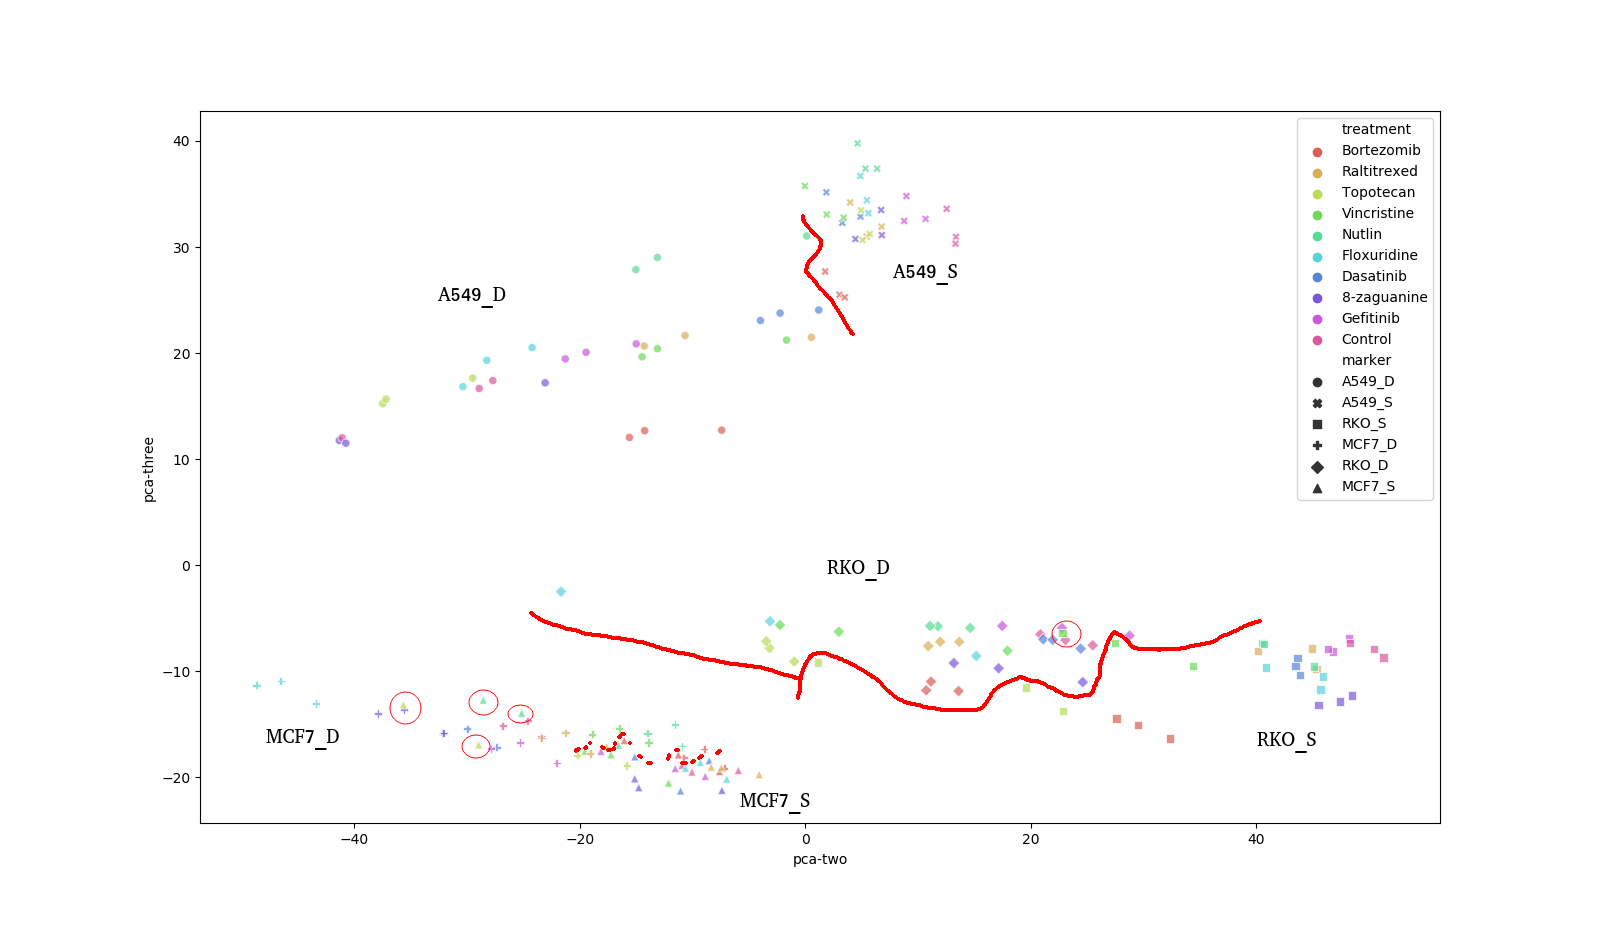 40
30
20
10
0
−10
−20
−40
−20
0
20
40
pca-two
pca-three
A549_D
A549_S
RKO_D
MCF7_D
MCF7_S
RKO_S
treatment
Bortezomib
Raltitrexed
Topotecan
Vincristine
Nutlin
Floxuridine
Dasatinib
8-zaguanine
Gefitinib
Control
marker
A549_D
A549_S
RKO_S
MCF7_D
RKO_D
MCF7_S